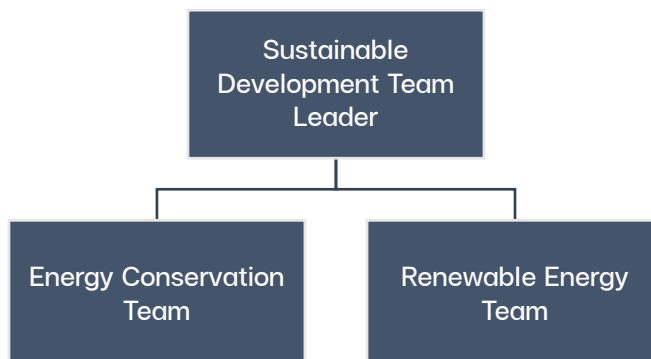 Sustainable
Development Team
Leader
Energy Conservation
Team
Renewable Energy
Team